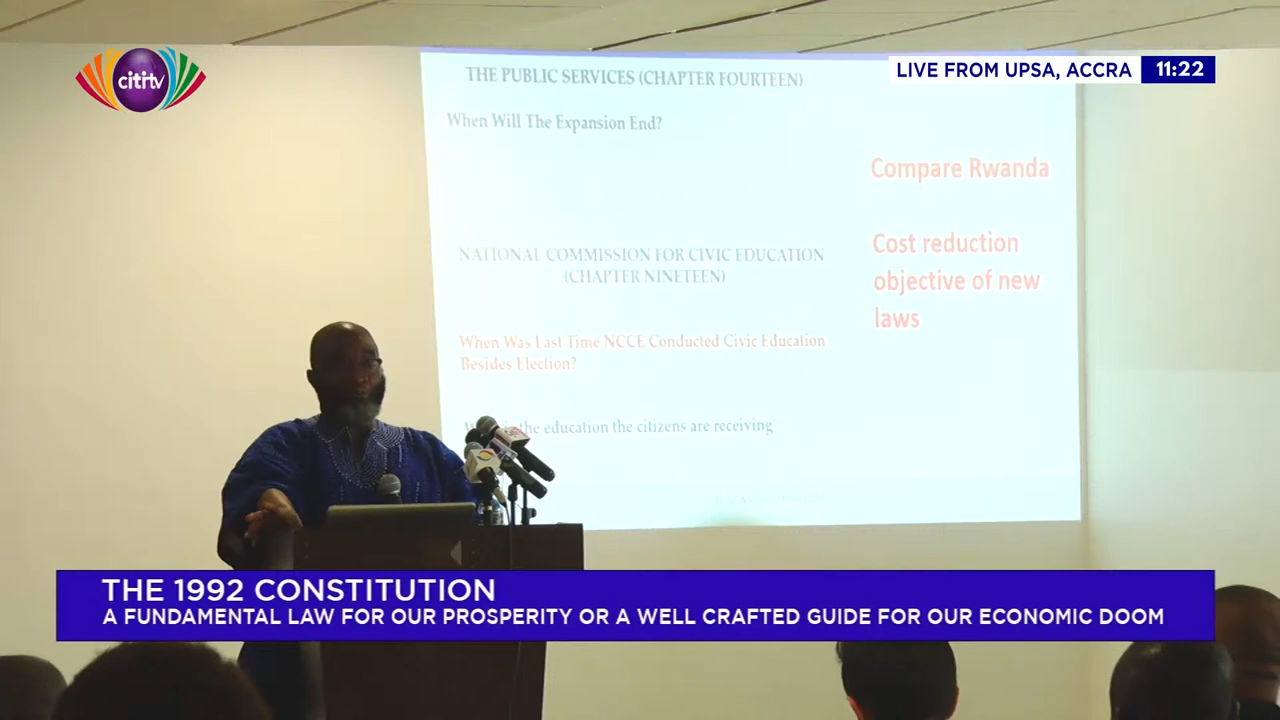 citi tv
LIVE FROM UPSA, ACCRA 11:22
THE PUBLIC SERVICES (CHAPTER FOURTEEN)
When Will The Expansion End?
Compare Rwanda
Cost reduction
objective of new
laws
NATIONAL COMMISSION FOR CIVIC EDUCATION
(CHAPTER NINETEEN)
When Was Last Time NCCE Conducted Civic Education
Besides Election?
the education the citizens are receiving
THE 1992 CONSTITUTION
A FUNDAMENTAL LAW FOR OUR PROSPERITY OR A WELL CRAFTED GUIDE FOR OUR ECONOMIC DOOM